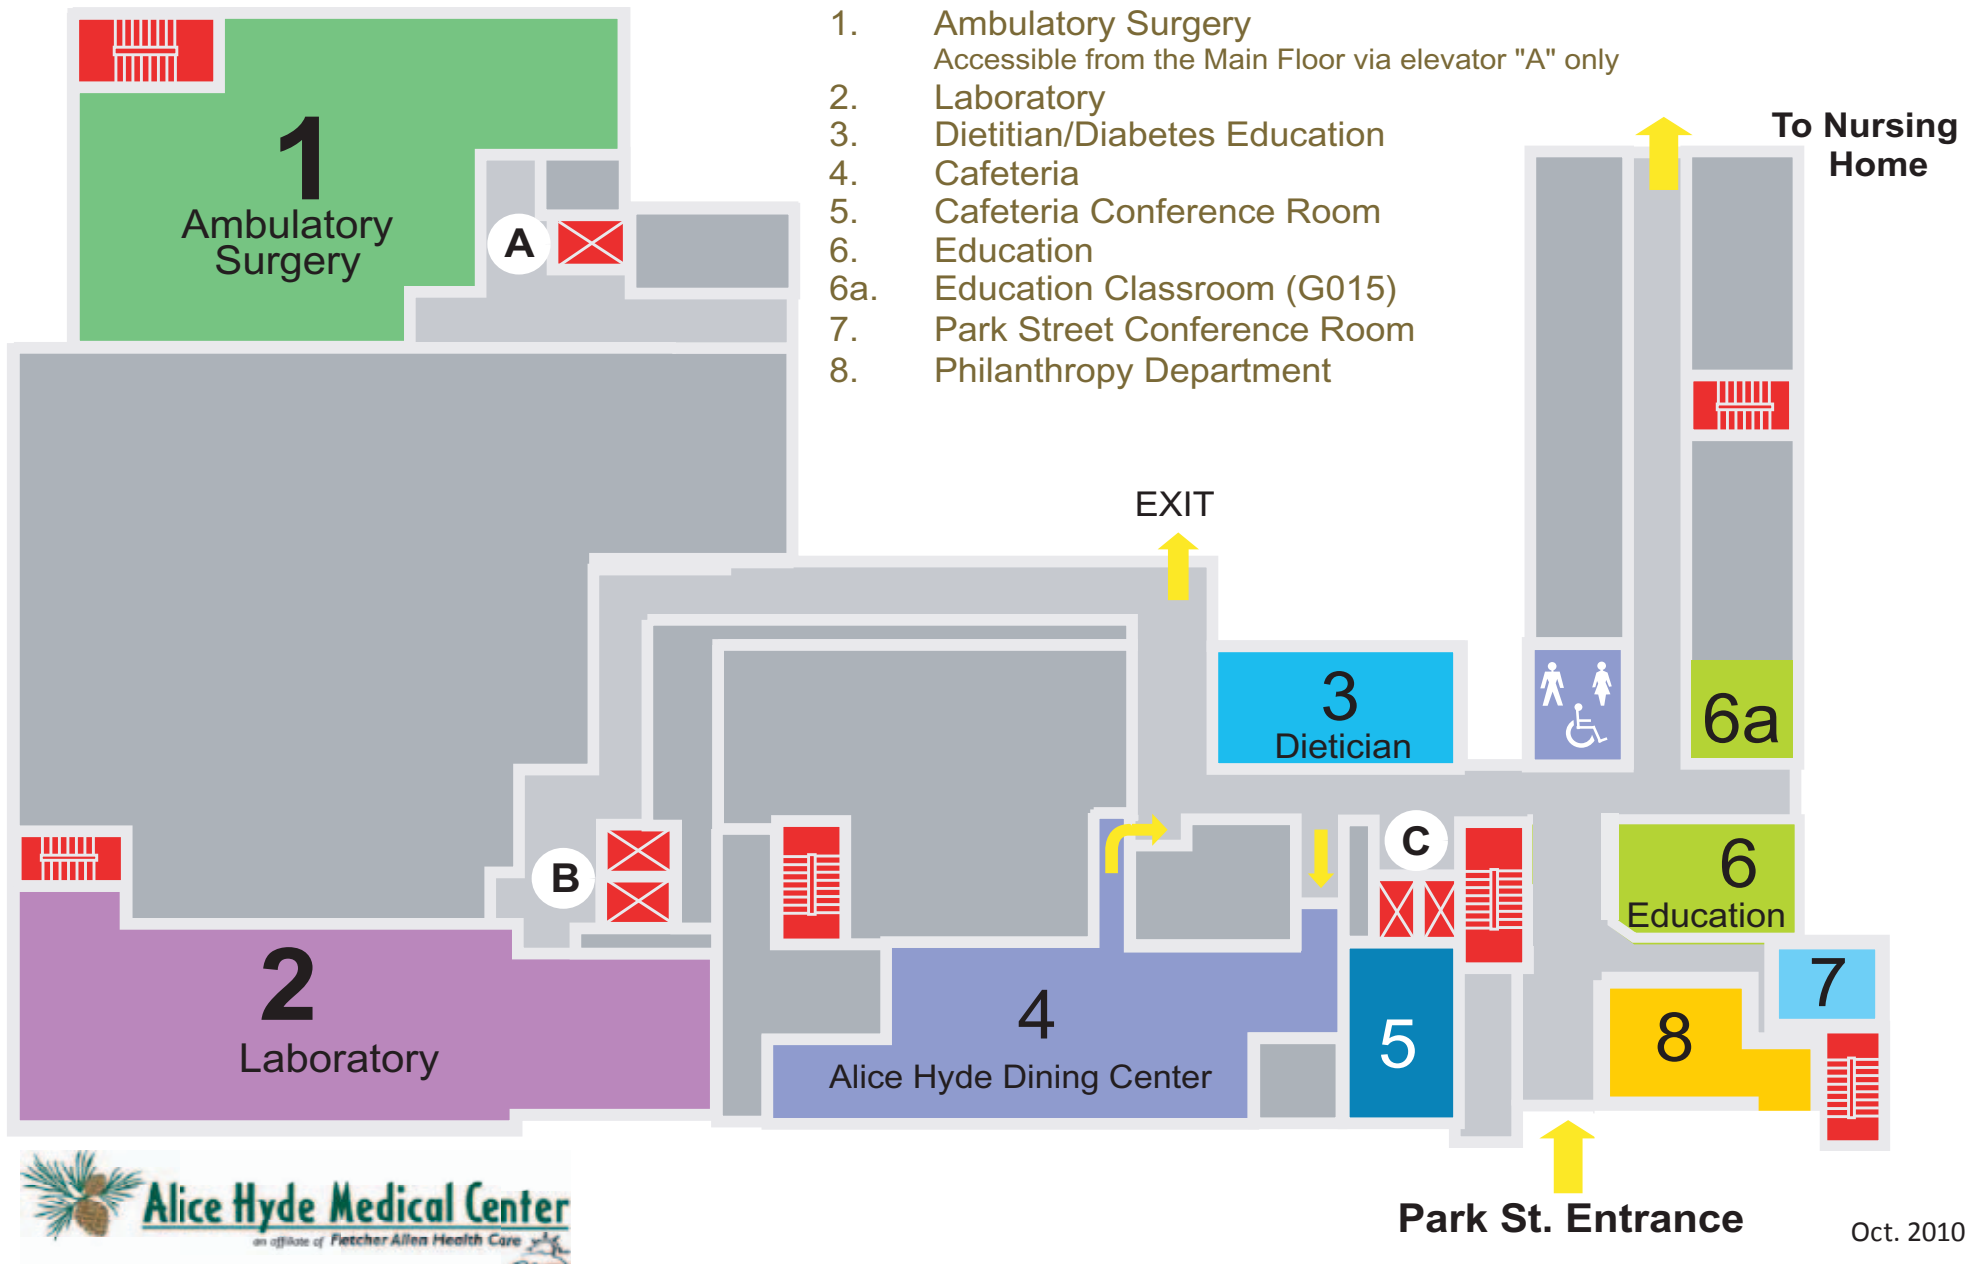 1. Ambulatory Surgery
Accessible from the Main Floor via elevator "A" only
2. Laboratory
3. Dietitian/Diabetes Education
4. Cafeteria
5. Cafeteria Conference Room
6. Education
6a. Education Classroom (G015)
7. Park Street Conference Room
8. Philanthropy Department
To Nursing
Home
1
Ambulatory
Surgery
A
EXIT
3
Dietician
6a
B
C
6
Education
2
Laboratory
4
Alice Hyde Dining Center
5
7
8
Park St. Entrance
Alice Hyde Medical Center
an affiliate of Fletcher Allen Health Care
Oct. 2010